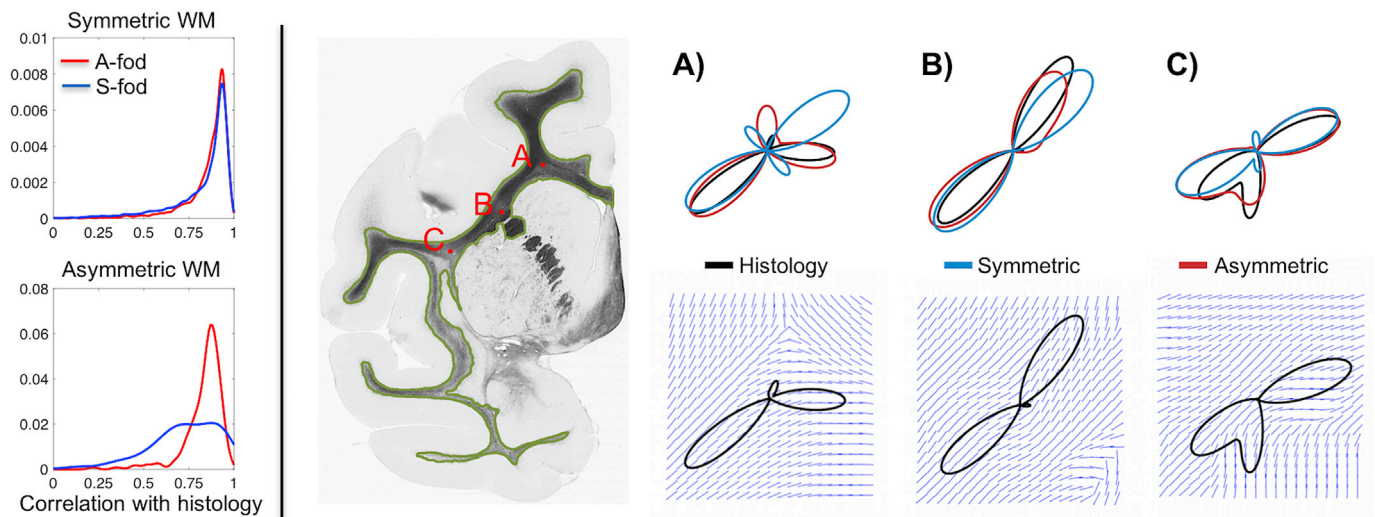 Symmetric WM
0.01
0.008
0.006
0.004
0.002
0
A-fod
S-fod
0 0.25 0.5 0.75 1
Asymmetric WM
0.08
0.06
0.04
0.02
0
0 0.25 0.5 0.75 1
Correlation with histology
A
B
C
A)
B)
C)
Histology
Symmetric
Asymmetric